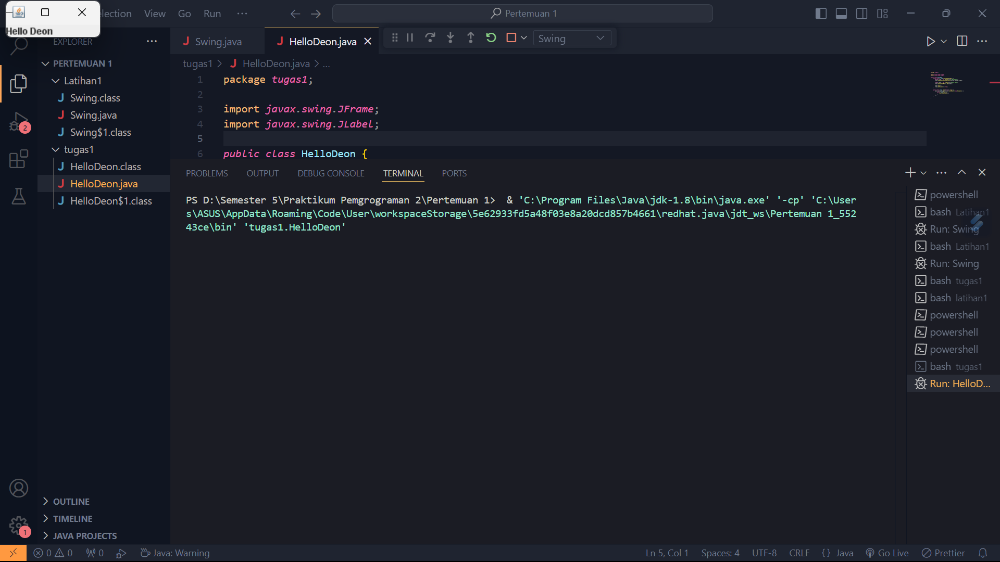 Hello Deon
election View Go Run
Pertemuan 1
EXPLORER
PERTEMUAN 1
Latihan1
Swing.class
Swing.java
Swing$1.class
tugas1
HelloDeon.class
HelloDeon.java
HelloDeon$1.class
OUTLINE
TIMELINE
JAVA PROJECTS
2
1
Swing.java
HelloDeon.java
Swing
tugas1 > HelloDeon.java > ...
1 package tugas1;
2
3 import javax.swing.JFrame;
4 import javax.swing.JLabel;
5
6 public class HelloDeon {
PROBLEMS OUTPUT DEBUG CONSOLE TERMINAL PORTS
PS D:\Semester 5\Praktikum Pemgrograman 2\Pertemuan 1>  & 'C:\Program Files\Java\jdk-1.8\bin\java.exe' '-cp' 'C:\User
s\ASUS\AppData\Roaming\Code\User\workspaceStorage\5e62933fd5a48f03e8a20dcd857b4661\redhat.java\jdt_ws\Pertemuan 1_552
43ce\bin' 'tugas1.HelloDeon'
powershell
bash Latihan1
Run: Swing
bash Latihan1
Run: Swing
bash tugas1
bash latihan1
powershell
powershell
powershell
bash tugas1
Run: HelloD...
0 0 0 Java: Warning
Ln 5, Col 1 Spaces: 4 UTF-8 CRLF {} Java Go Live Prettier